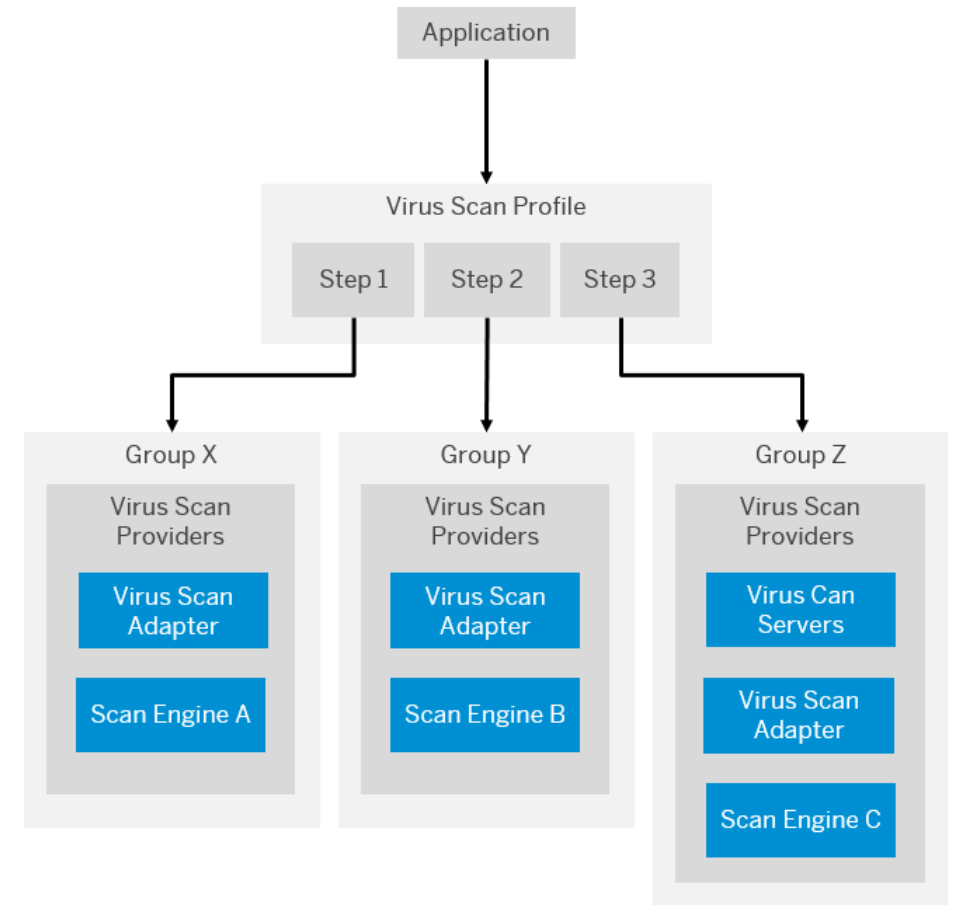 Application
Virus Scan Profile
Step 1
Step 2
Step 3
Group X
Virus Scan
Providers
Virus Scan
Adapter
Scan Engine A
Group Y
Virus Scan
Providers
Virus Scan
Adapter
Scan Engine B
Group Z
Virus Scan
Providers
Virus Can
Servers
Virus Scan
Adapter
Scan Engine C